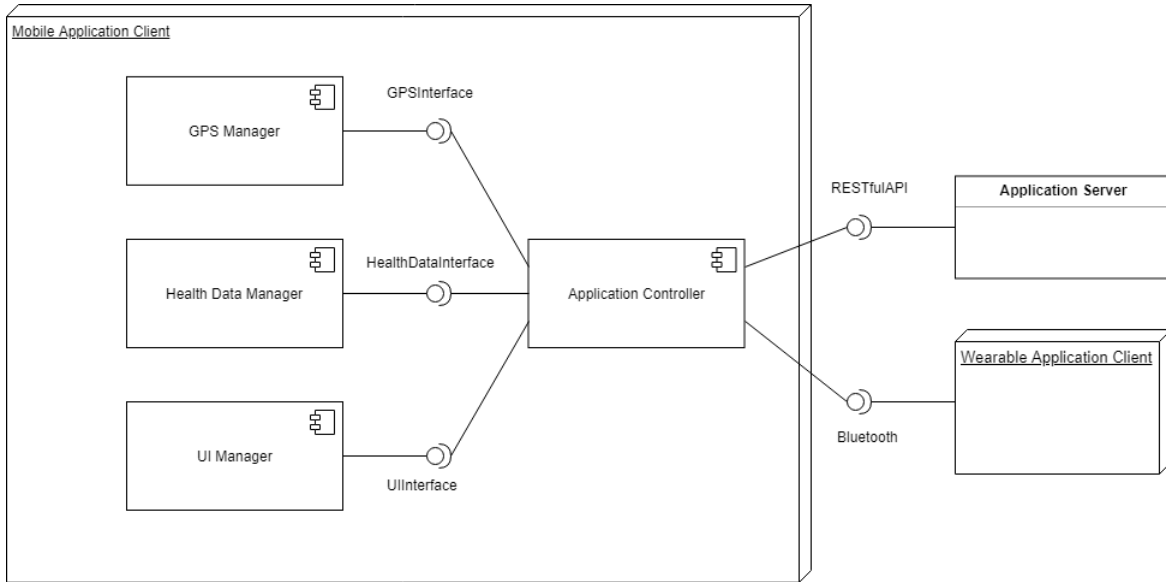 Mobile Application Client
GPSInterface
GPS Manager
RESTfulAPI
Application Server
HealthDataInterface
Health Data Manager
Application Controller
Wearable Application Client
Bluetooth
UI Manager
UIInterface